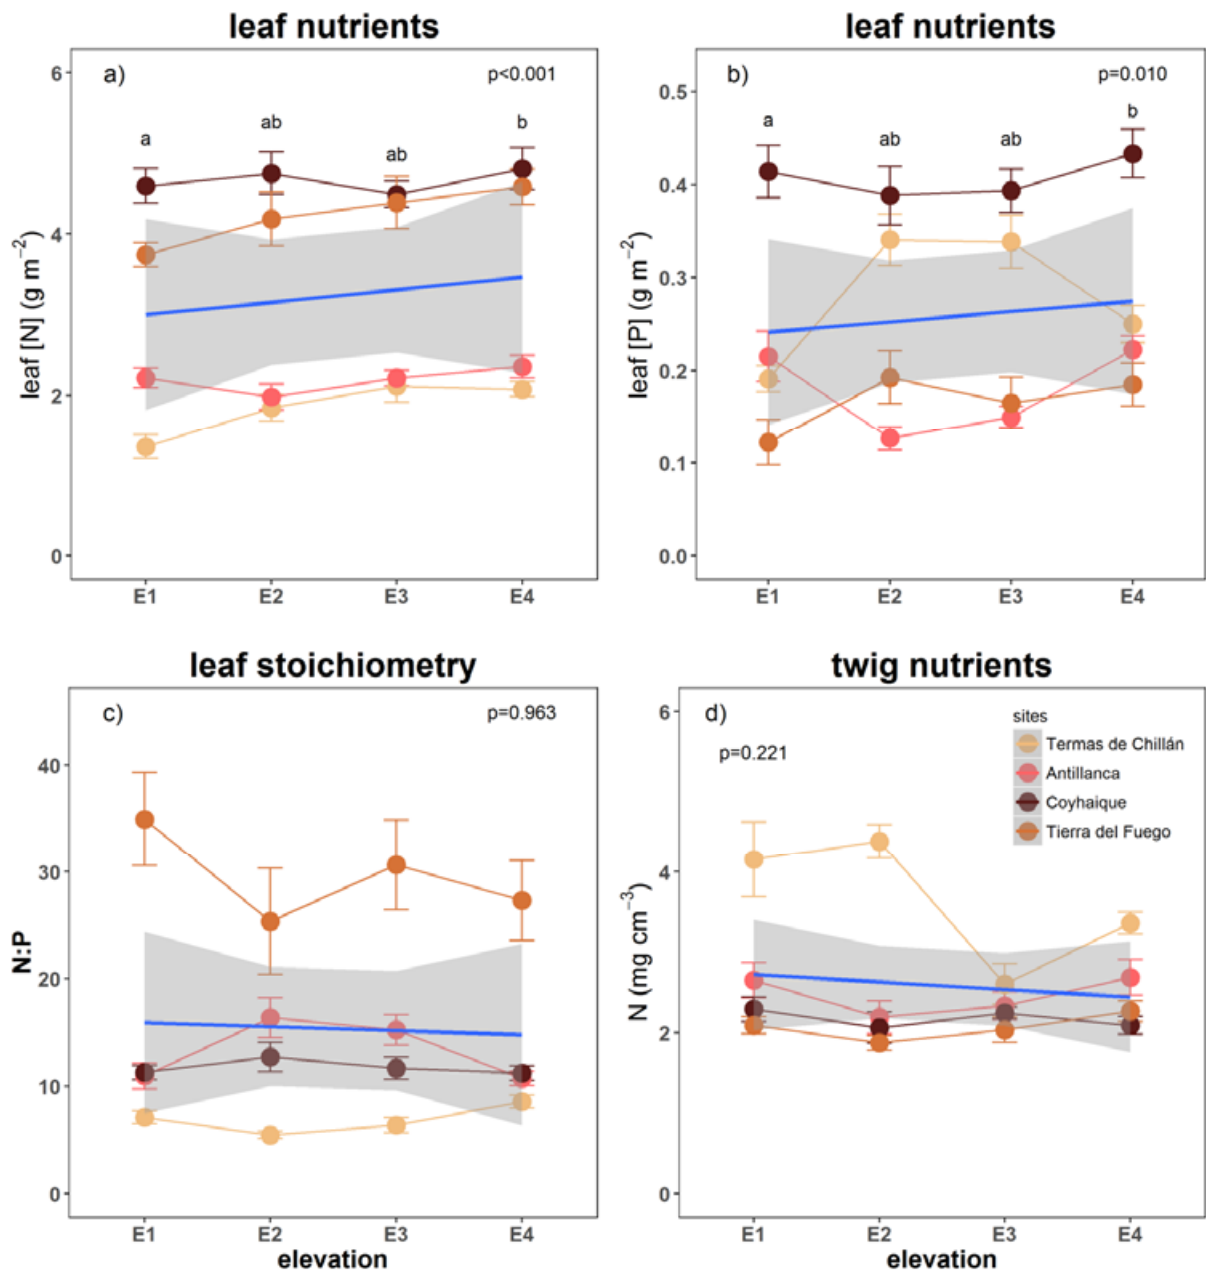 leaf nutrients
a)
p<0.001
a
ab
ab
b
6
4
2
0
leaf [N] (g m⁻²)
E1 E2 E3 E4
leaf nutrients
b)
p=0.010
a
ab
ab
b
0.5
0.4
0.3
0.2
0.1
0.0
leaf [P] (g m⁻²)
E1 E2 E3 E4
leaf stoichiometry
c)
p=0.963
40
30
20
10
0
N:P
E1 E2 E3 E4
elevation
twig nutrients
d)
p=0.221
sites
Termas de Chillán
Antillanca
Coyhaique
Tierra del Fuego
6
4
2
0
N (mg cm⁻³)
E1 E2 E3 E4
elevation